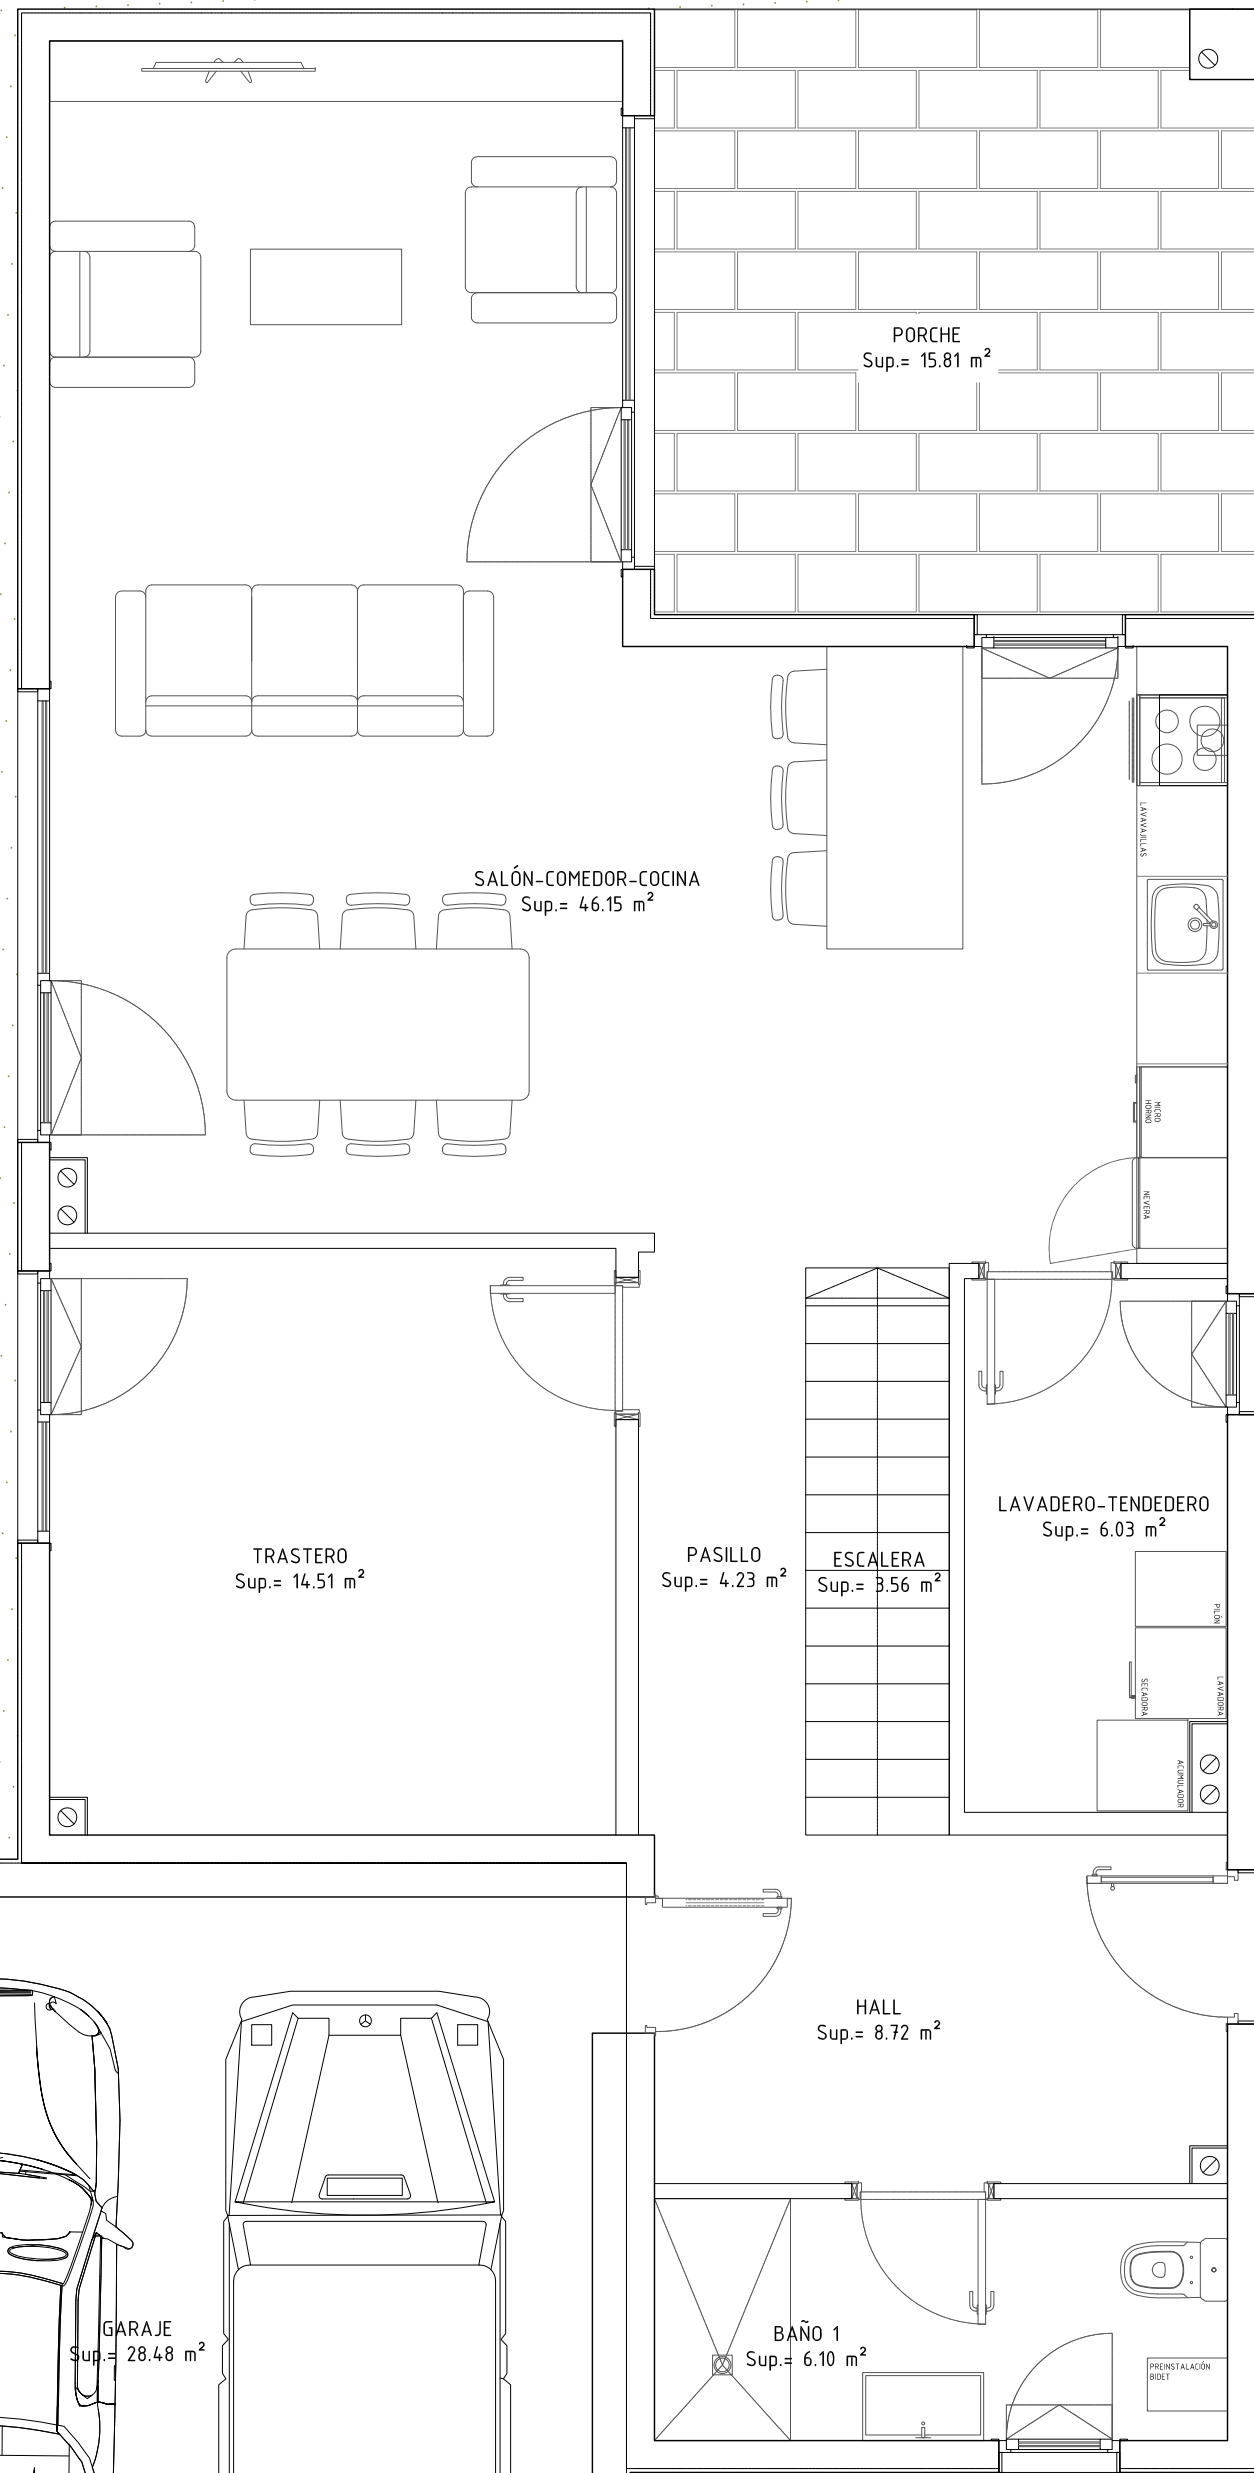 PORCHE
Sup.= 15.81 m²
LAVAVAJILLAS
SALÓN-COMEDOR-COCINA
Sup.= 46.15 m²
MICRO
HORNO
NEVERA
LAVADERO-TENDEDERO
Sup.= 6.03 m²
TRASTERO
Sup.= 14.51 m²
PASILLO
Sup.= 4.23 m²
ESCALERA
Sup.= 3.56 m²
PILÓN
SECADORA
LAVADORA
ACUMULADOR
HALL
Sup.= 8.72 m²
GARAJE
Sup.= 28.48 m²
BAÑO 1
Sup.= 6.10 m²
PREINSTALACIÓN
BIDET